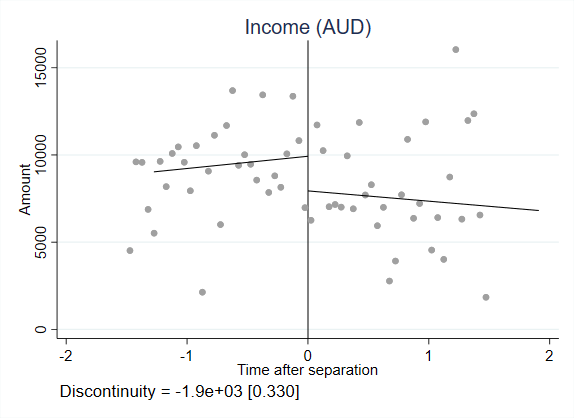 Income (AUD)
Amount
15000
10000
5000
0
-2 -1 0 1 2
Time after separation
Discontinuity = -1.9e+03 [0.330]